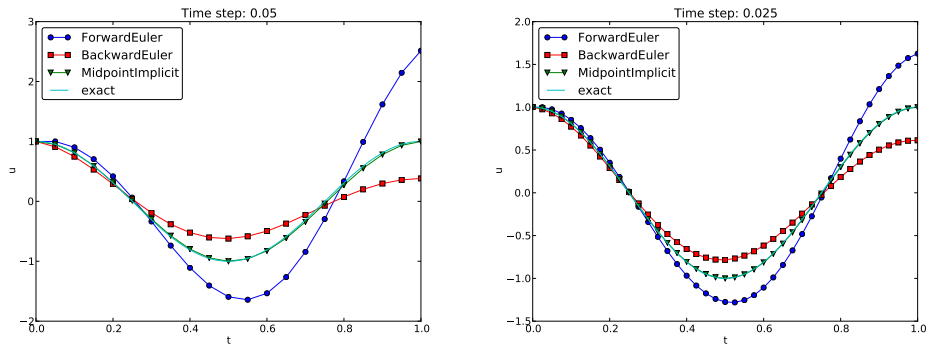 Time step: 0.05
3
2
1
0
−1
−2
ForwardEuler
BackwardEuler
MidpointImplicit
exact
u
0.0
0.2
0.4
0.6
0.8
1.0
t
Time step: 0.025
2.0
1.5
1.0
0.5
0.0
−0.5
−1.0
−1.5
ForwardEuler
BackwardEuler
MidpointImplicit
exact
u
0.0
0.2
0.4
0.6
0.8
1.0
t